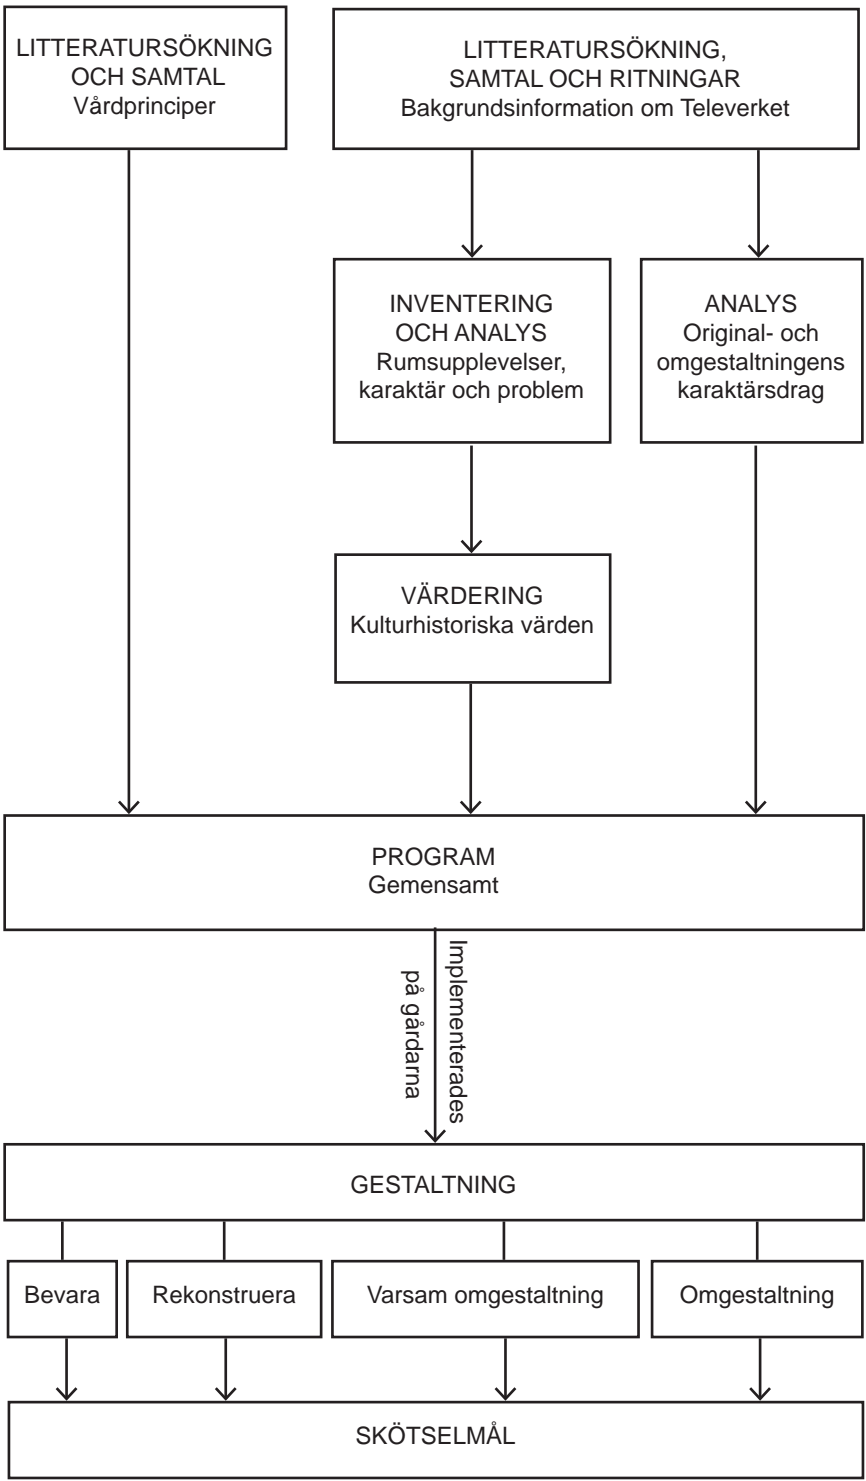 LITTERATURSÖKNING
OCH SAMTAL
Vårdprinciper
LITTERATURSÖKNING,
SAMTAL OCH RITNINGAR
Bakgrundsinformation om Televerket
INVENTERING
OCH ANALYS
Rumsupplevelser,
karaktär och problem
ANALYS
Original- och
omgestaltningens
karaktärsdrag
VÄRDERING
Kulturhistoriska värden
PROGRAM
Gemensamt
Implementerades
på gårdarna
GESTALTNING
Bevara
Rekonstruera
Varsam omgestaltning
Omgestaltning
SKÖTSELMÅL